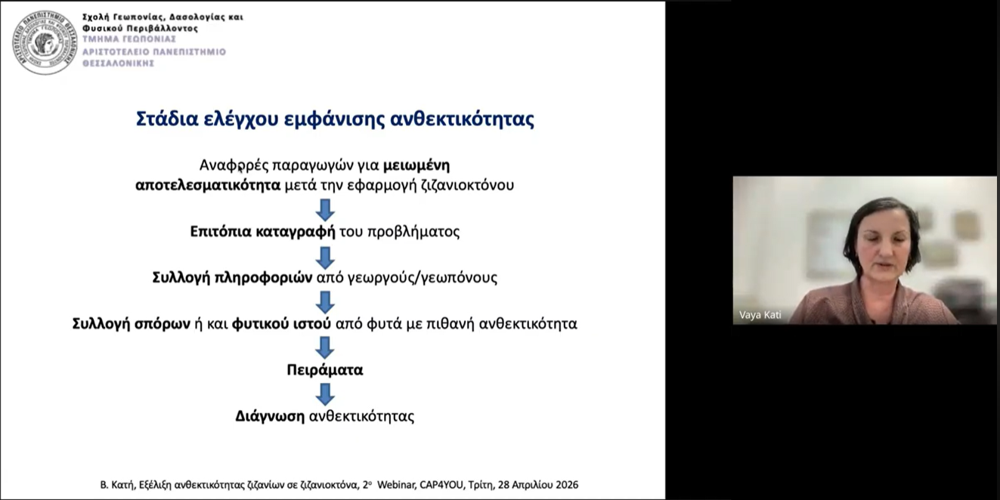 Σχολή Γεωπονίας, Δασολογίας και
Φυσικού Περιβάλλοντος
ΤΜΗΜΑ ΓΕΩΠΟΝΙΑΣ
ΑΡΙΣΤΟΤΕΛΕΙΟ ΠΑΝΕΠΙΣΤΗΜΙΟ
ΘΕΣΣΑΛΟΝΙΚΗΣ
Στάδια ελέγχου εμφάνισης ανθεκτικότητας
Αναφορές παραγωγών για μειωμένη
αποτελεσματικότητα μετά την εφαρμογή ζιζανιοκτόνου
Επιτόπια καταγραφή του προβλήματος
Συλλογή πληροφοριών από γεωργούς/γεωπόνους
Συλλογή σπόρων ή και φυτικού ιστού από φυτά με πιθανή ανθεκτικότητα
Πειράματα
Διάγνωση ανθεκτικότητας
Β. Κατή, Εξέλιξη ανθεκτικότητας ζιζανίων σε ζιζανιοκτόνα, 2ο Webinar, CAP4YOU, Τρίτη, 28 Απριλίου 2026
Vaya Kati